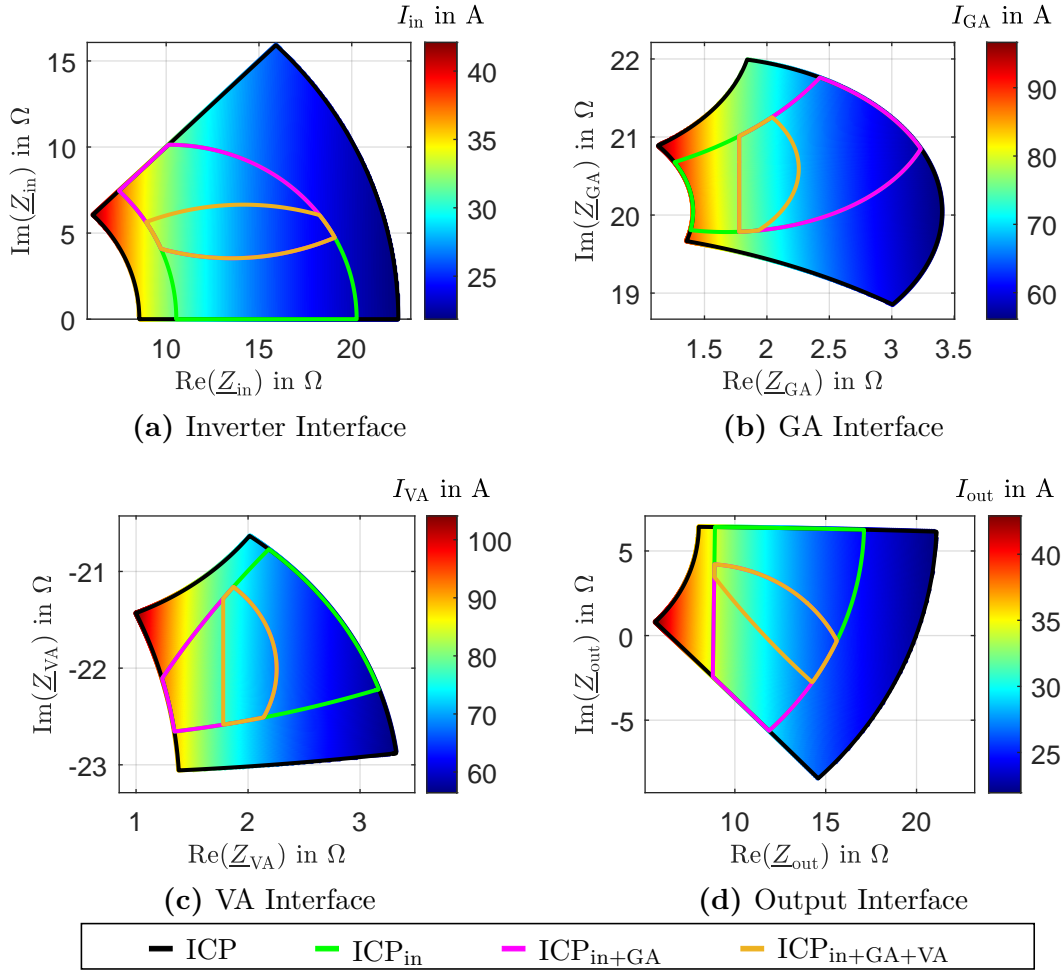 I_in in A
15
10
5
0
Im(Z_in) in Ω
10 15 20
Re(Z_in) in Ω
40
35
30
25
(a) Inverter Interface
I_GA in A
22
21
20
19
Im(Z_GA) in Ω
1.5 2 2.5 3 3.5
Re(Z_GA) in Ω
90
80
70
60
(b) GA Interface
I_VA in A
-21
-22
-23
Im(Z_VA) in Ω
1 2 3
Re(Z_VA) in Ω
100
90
80
70
60
(c) VA Interface
I_out in A
5
0
-5
Im(Z_out) in Ω
10 15 20
Re(Z_out) in Ω
40
35
30
25
(d) Output Interface
ICP ICP_in ICP_in+GA ICP_in+GA+VA